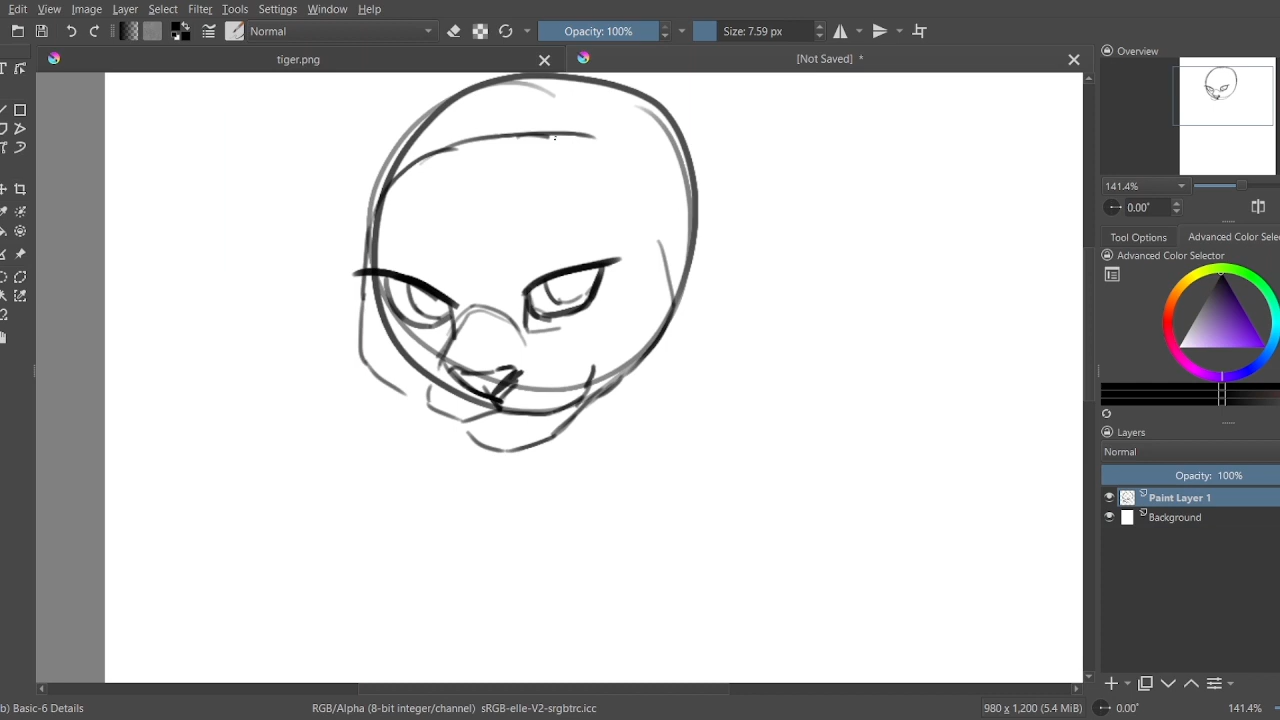 Edit View Image Layer Select Filter Tools Settings Window Help
Normal Opacity: 100% Size: 7.59 px
tiger.png [Not Saved] *
Overview
141.4%
0.00°
Tool Options Advanced Color Selec
Advanced Color Selector
Layers
Normal
Opacity: 100%
Paint Layer 1
Background
b) Basic-6 Details RGB/Alpha (8-bit integer/channel) sRGB-elle-V2-srgbtrc.icc 980 x 1,200 (5.4 MiB) 0.00° 141.4%